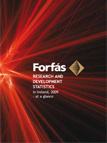 Forfás
RESEARCH AND
DEVELOPMENT
STATISTICS
in Ireland, 2009
- at a glance